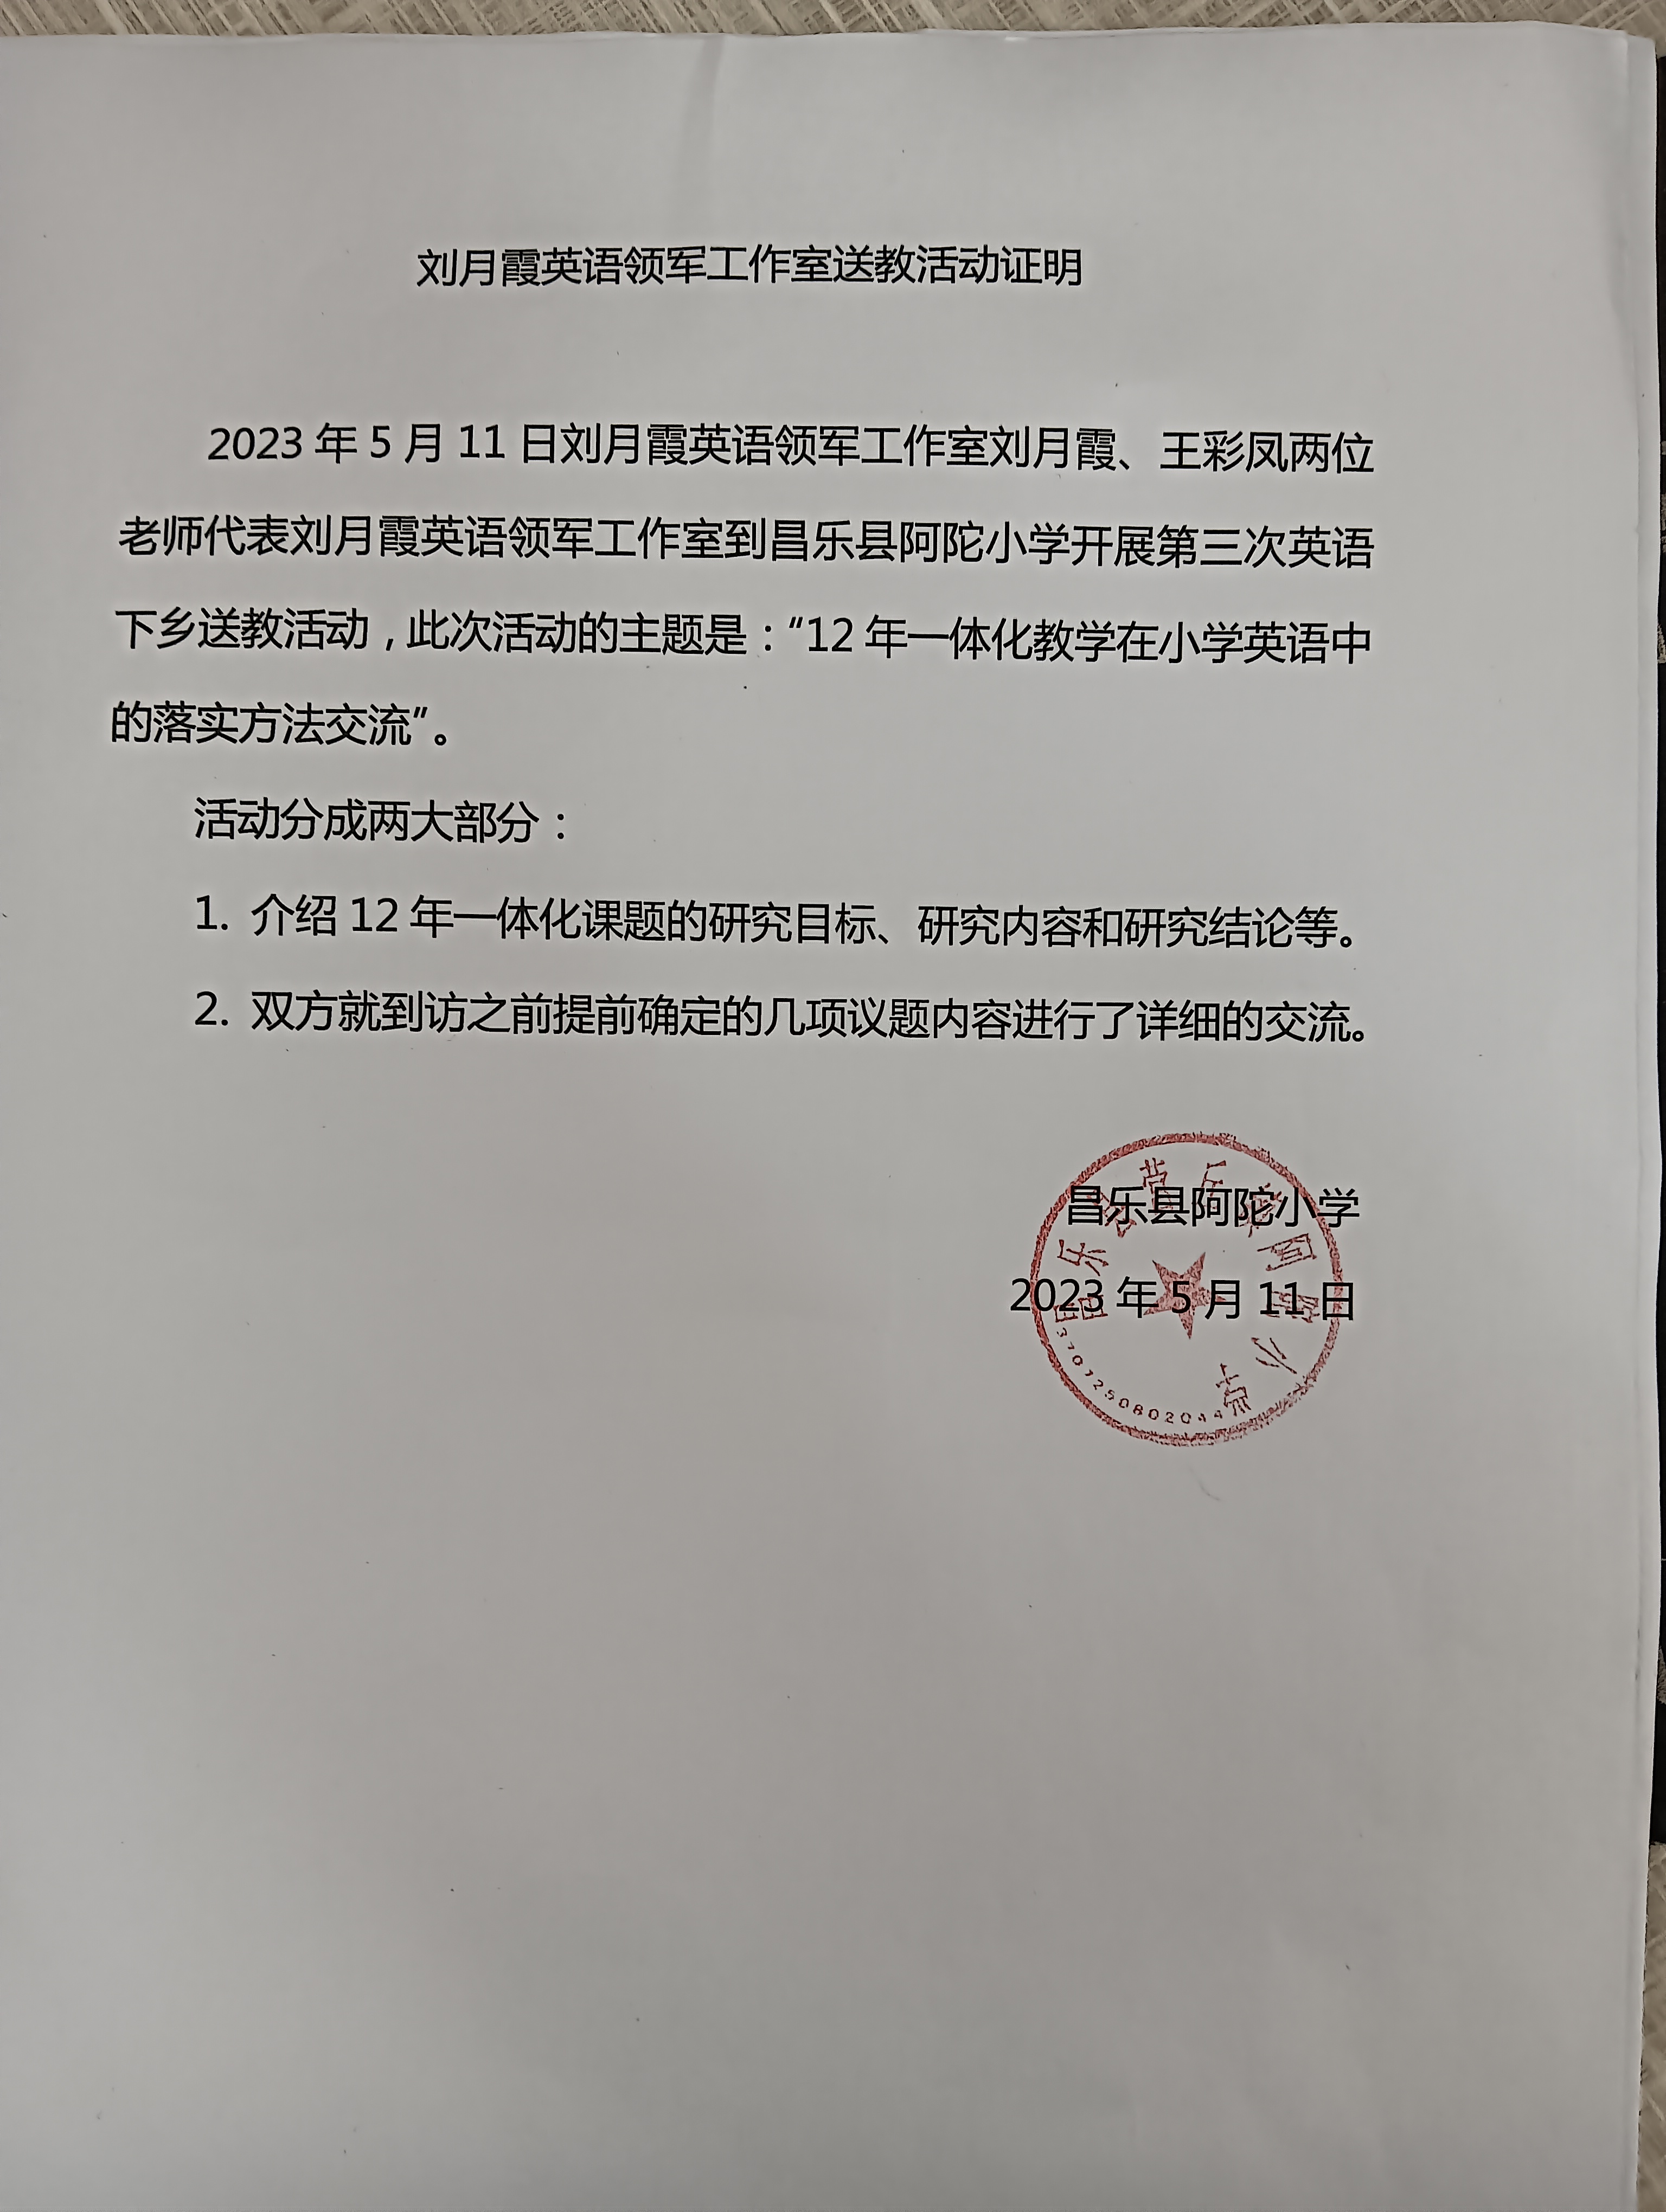 刘月霞英语领军工作室送教活动证明
2023 年 5 月 11 日刘月霞英语领军工作室刘月霞、王彩凤两位
老师代表刘月霞英语领军工作室到昌乐县阿陀小学开展第三次英语
下乡送教活动,此次活动的主题是:“12 年一体化教学在小学英语中
的落实方法交流”。
活动分成两大部分:
1. 介绍 12 年一体化课题的研究目标、研究内容和研究结论等。
2. 双方就到访之前提前确定的几项议题内容进行了详细的交流。
昌乐县阿陀小学
2023 年 5 月 11 日